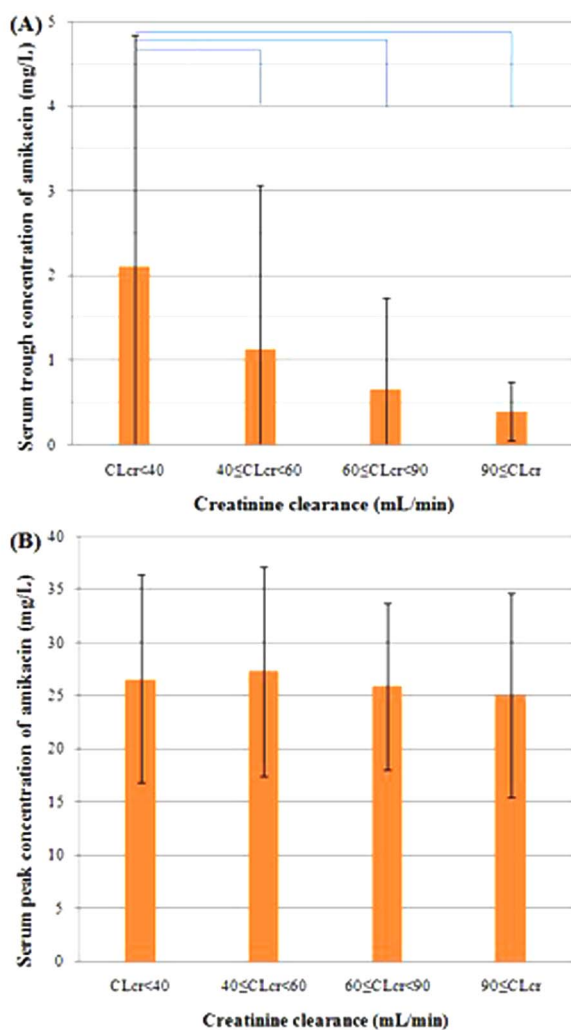 (A)
Serum trough concentration of amikacin (mg/L)
5
4
3
2
1
0
CLcr<40 40≤CLcr<60 60≤CLcr<90 90≤CLcr
Creatinine clearance (mL/min)
(B)
Serum peak concentration of amikacin (mg/L)
40
35
30
25
20
15
10
5
0
CLcr<40 40≤CLcr<60 60≤CLcr<90 90≤CLcr
Creatinine clearance (mL/min)